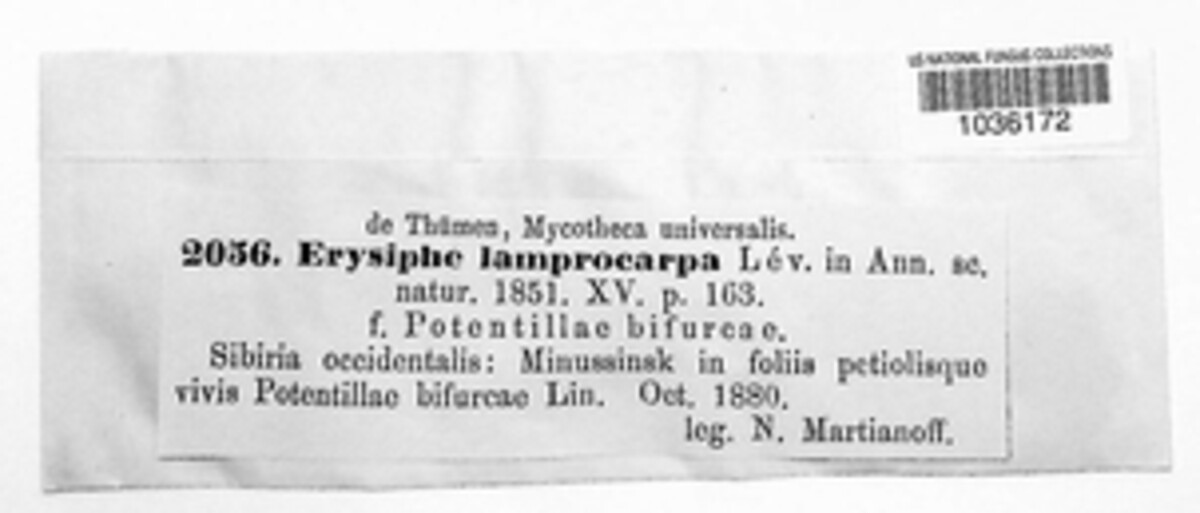 US NATIONAL FUNGUS COLLECTIONS
1036172
de Thümen, Mycotheca universalis.
2056. Erysiphe lamprocarpa Lév. in Ann. sc.
natur. 1851. XV. p. 163.
f. Potentillae bifurcae.
Sibiria occidentalis: Minussinsk in foliis petiolisque
vivis Potentillae bifurcae Lin. Oct. 1880.
leg. N. Martianoff.